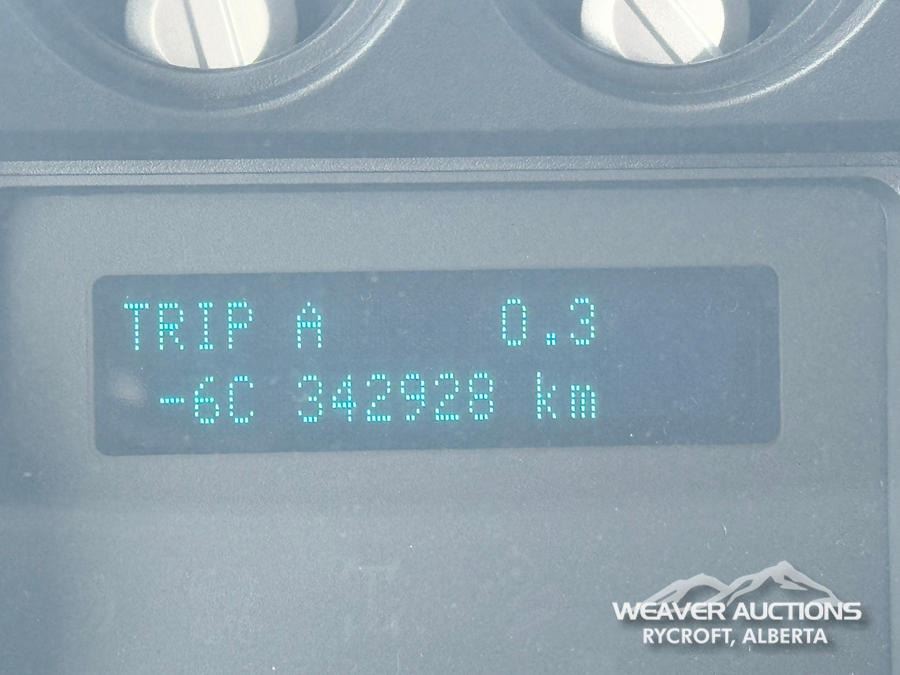 TRIP A 0.3
-6C 342928 km
WEAVER AUCTIONS
RYCROFT, ALBERTA